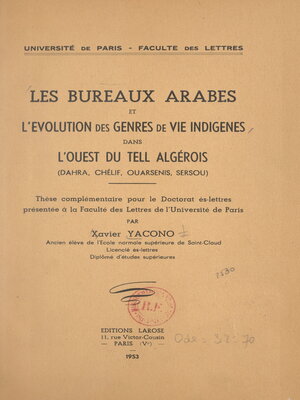 UNIVERSITÉ DE PARIS - FACULTÉ DES LETTRES
LES BUREAUX ARABES
ET
L'EVOLUTION DES GENRES DE VIE INDIGENES
DANS
L'OUEST DU TELL ALGÉROIS
(DAHRA, CHÉLIF, OUARSENIS, SERSOU)
Thèse complémentaire pour le Doctorat ès-lettres
présentée à la Faculté des Lettres de l'Université de Paris
PAR
Xavier YACONO
Ancien élève de l'Ecole normale supérieure de Saint-Cloud
Licencié ès-lettres
Diplômé d'études supérieures
EDITIONS LAROSE
11, rue Victor-Cousin
PARIS (Vᵉ)
1953